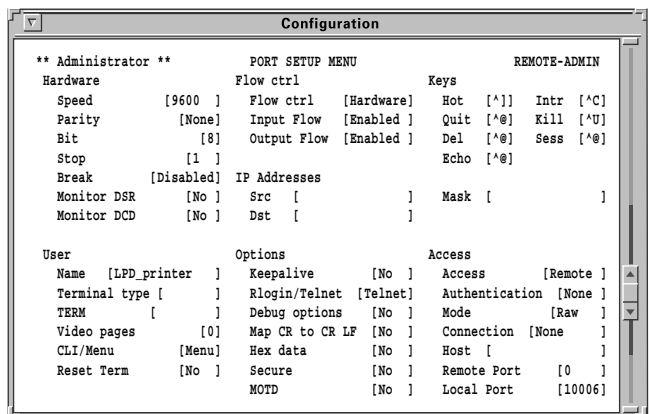 Configuration
** Administrator ** PORT SETUP MENU REMOTE-ADMIN
Hardware Flow ctrl Keys
Speed [9600 ] Flow ctrl [Hardware] Hot [^]] Intr [^C]
Parity [None] Input Flow [Enabled ] Quit [^@] Kill [^U]
Bit [8] Output Flow [Enabled ] Del [^@] Sess [^@]
Stop [1 ] Echo [^@]
Break [Disabled] IP Addresses
Monitor DSR [No ] Src [ ] Mask [ ]
Monitor DCD [No ] Dst [ ]
User Options Access
Name [LPD_printer ] Keepalive [No ] Access [Remote ]
Terminal type [ ] Rlogin/Telnet [Telnet] Authentication [None ]
TERM [ ] Debug options [No ] Mode [Raw ]
Video pages [0] Map CR to CR LF [No ] Connection [None ]
CLI/Menu [Menu] Hex data [No ] Host [ ]
Reset Term [No ] Secure [No ] Remote Port [0 ]
MOTD [No ] Local Port [10006]